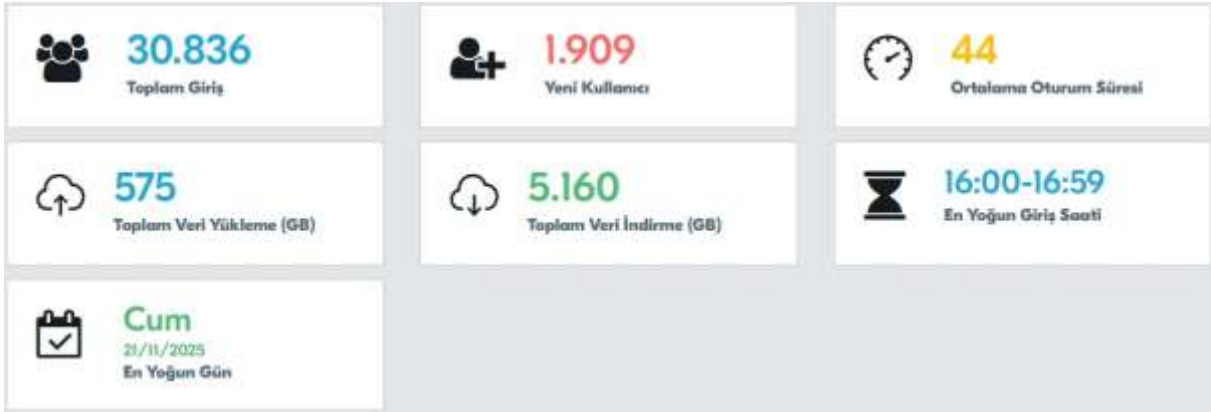 30.836
Toplam Giriş
1.909
Yeni Kullanıcı
44
Ortalama Oturum Süresi
575
Toplam Veri Yükleme (GB)
5.160
Toplam Veri İndirme (GB)
16:00-16:59
En Yoğun Giriş Saati
Cum
21/11/2025
En Yoğun Gün